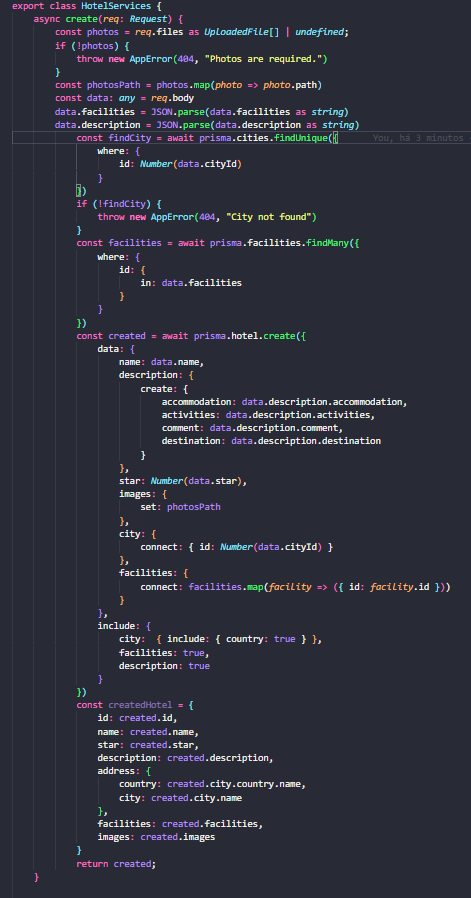 export class HotelServices {
async create(req: Request) {
const photos = req.files as UploadedFile[] | undefined;
if (!photos) {
throw new AppError(404, "Photos are required.")
}
const photosPath = photos.map(photo => photo.path)
const data: any = req.body
data.facilities = JSON.parse(data.facilities as string)
data.description = JSON.parse(data.description as string)
const findCity = await prisma.cities.findUnique({ You, há 3 minutos
where: {
id: Number(data.cityId)
}
})
if (!findCity) {
throw new AppError(404, "City not found")
}
const facilities = await prisma.facilities.findMany({
where: {
id: {
in: data.facilities
}
}
})
const created = await prisma.hotel.create({
data: {
name: data.name,
description: {
create: {
accommodation: data.description.accommodation,
activities: data.description.activities,
comment: data.description.comment,
destination: data.description.destination
}
},
star: Number(data.star),
images: {
set: photosPath
},
city: {
connect: { id: Number(data.cityId) }
},
facilities: {
connect: facilities.map(facility => ({ id: facility.id }))
}
},
include: {
city: { include: { country: true } },
facilities: true,
description: true
}
})
const createdHotel = {
id: created.id,
name: created.name,
star: created.star,
description: created.description,
address: {
country: created.city.country.name,
city: created.city.name
},
facilities: created.facilities,
images: created.images
}
return created;
}